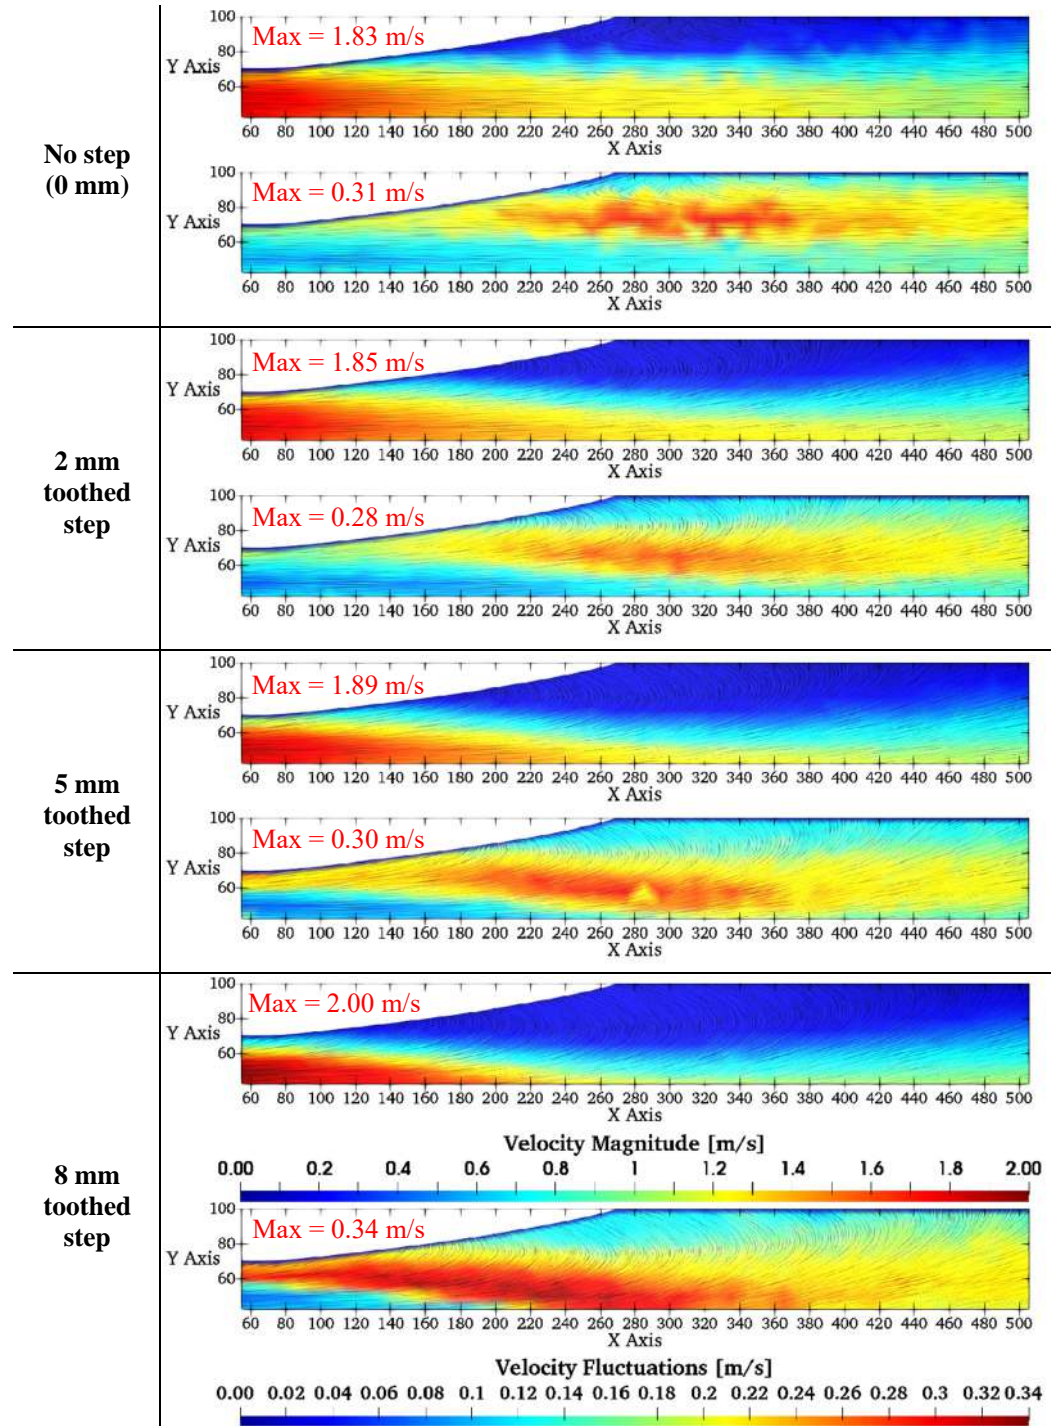 No step
(0 mm)
100
Max = 1.83 m/s
80
Y Axis
60
60 80 100 120 140 160 180 200 220 240 260 280 300 320 340 360 380 400 420 440 460 480 500
X Axis
100
Max = 0.31 m/s
80
Y Axis
60
60 80 100 120 140 160 180 200 220 240 260 280 300 320 340 360 380 400 420 440 460 480 500
X Axis
2 mm
toothed
step
100
Max = 1.85 m/s
80
Y Axis
60
60 80 100 120 140 160 180 200 220 240 260 280 300 320 340 360 380 400 420 440 460 480 500
X Axis
100
Max = 0.28 m/s
80
Y Axis
60
60 80 100 120 140 160 180 200 220 240 260 280 300 320 340 360 380 400 420 440 460 480 500
X Axis
5 mm
toothed
step
100
Max = 1.89 m/s
80
Y Axis
60
60 80 100 120 140 160 180 200 220 240 260 280 300 320 340 360 380 400 420 440 460 480 500
X Axis
100
Max = 0.30 m/s
80
Y Axis
60
60 80 100 120 140 160 180 200 220 240 260 280 300 320 340 360 380 400 420 440 460 480 500
X Axis
8 mm
toothed
step
100
Max = 2.00 m/s
80
Y Axis
60
60 80 100 120 140 160 180 200 220 240 260 280 300 320 340 360 380 400 420 440 460 480 500
X Axis
Velocity Magnitude [m/s]
0.00 0.2 0.4 0.6 0.8 1 1.2 1.4 1.6 1.8 2.00
100
Max = 0.34 m/s
80
Y Axis
60
60 80 100 120 140 160 180 200 220 240 260 280 300 320 340 360 380 400 420 440 460 480 500
X Axis
Velocity Fluctuations [m/s]
0.00 0.02 0.04 0.06 0.08 0.1 0.12 0.14 0.16 0.18 0.2 0.22 0.24 0.26 0.28 0.3 0.32 0.34